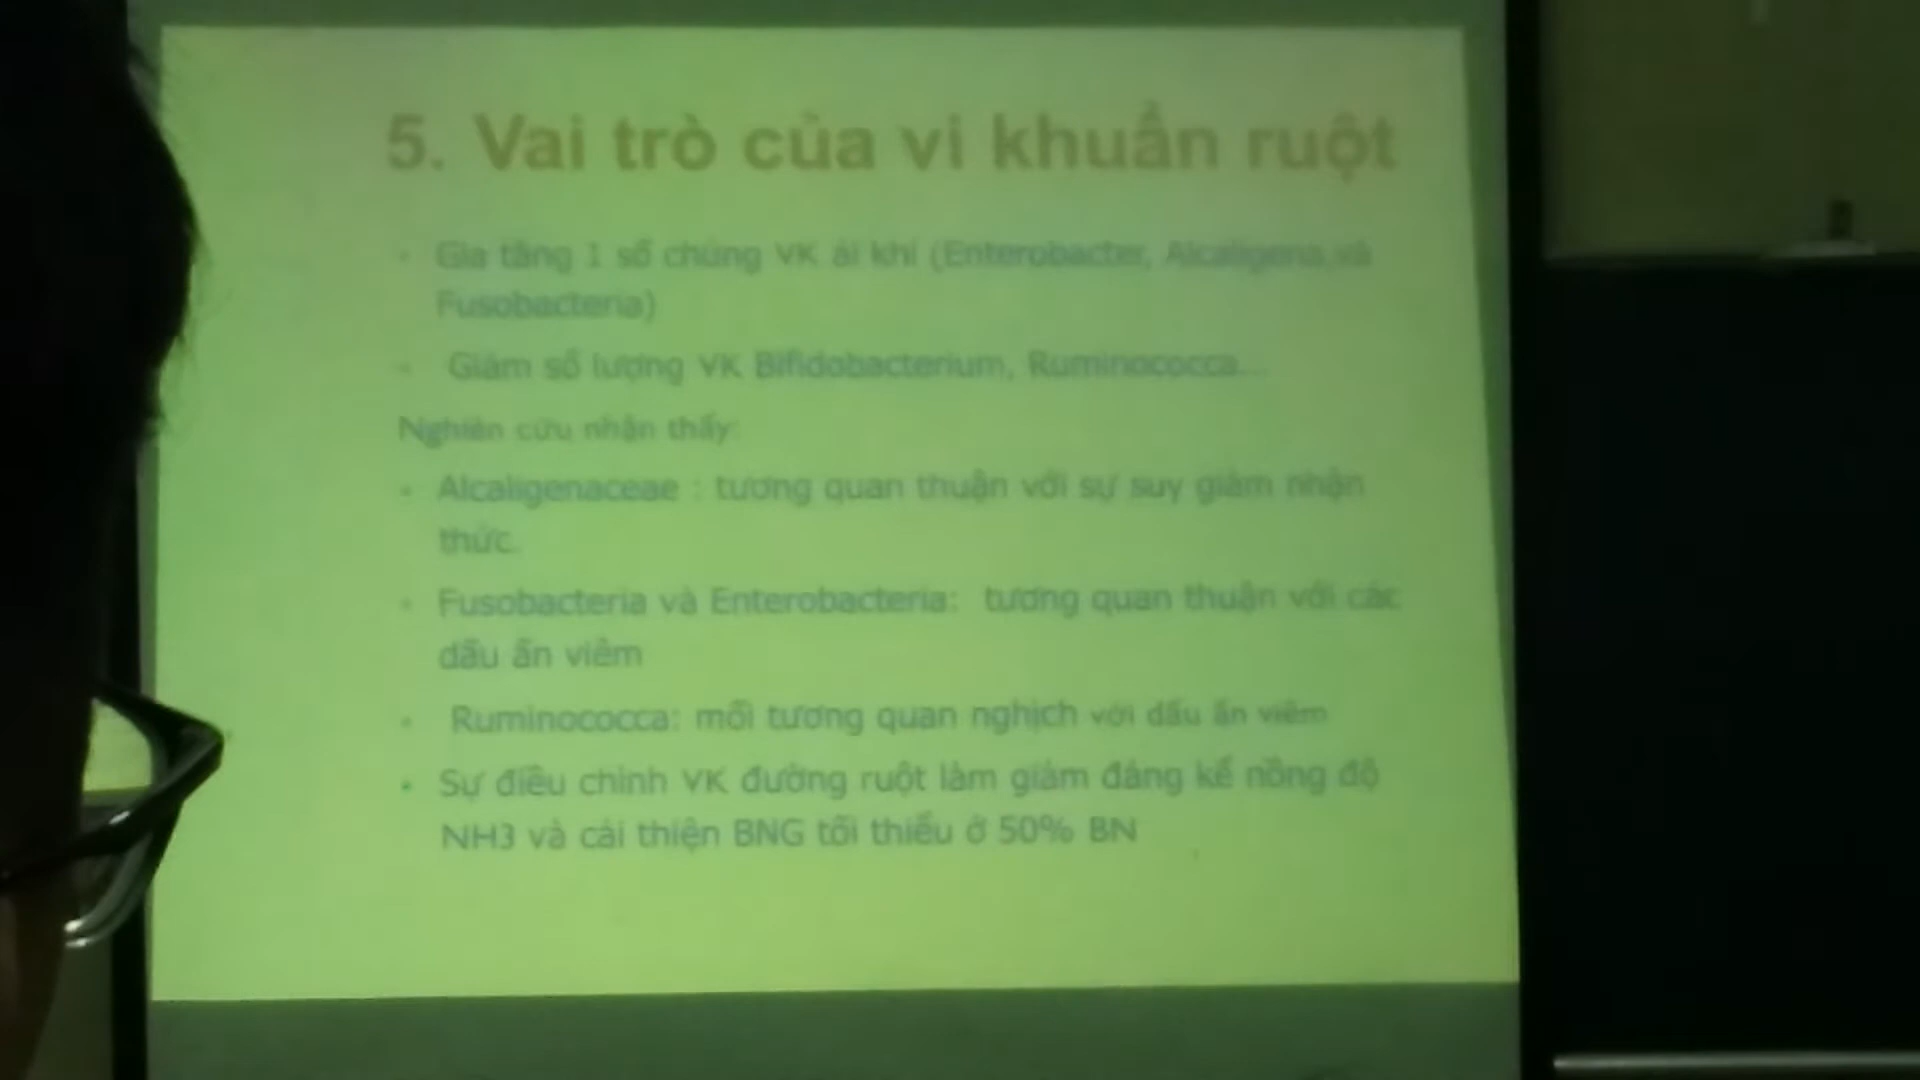 5. Vai trò của vi khuẩn ruột
- Gia tăng 1 số chủng VK ái khí (Enterobacter, Alcaligena,và
Fusobacteria)
- Giảm số lượng VK Bifidobacterium, Ruminococca...
Nghiên cứu nhận thấy:
- Alcaligenaceae : tương quan thuận với sự suy giảm nhận
thức.
- Fusobacteria và Enterobacteria: tương quan thuận với các
dấu ấn viêm
- Ruminococca: mối tương quan nghịch với dấu ấn viêm
• Sự điều chỉnh VK đường ruột làm giảm đáng kể nồng độ
NH3 và cải thiện BNG tối thiểu ở 50% BN